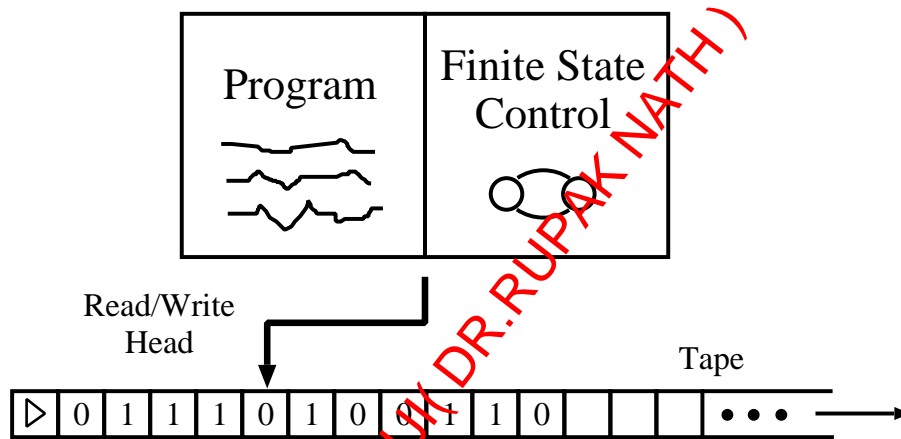 Program
Finite State
Control
Read/Write
Head
Tape
▷ 0 1 1 1 0 1 0 0 1 1 0 • • •
UI( DR.RUPAK NATH )